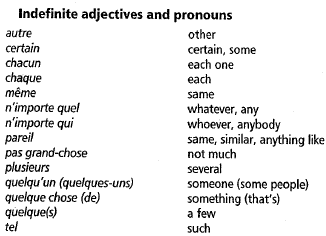 Indefinite adjectives and pronouns
autre other
certain certain, some
chacun each one
chaque each
même same
n'importe quel whatever, any
n'importe qui whoever, anybody
pareil same, similar, anything like
pas grand-chose not much
plusieurs several
quelqu'un (quelques-uns) someone (some people)
quelque chose (de) something (that's)
quelque(s) a few
tel such